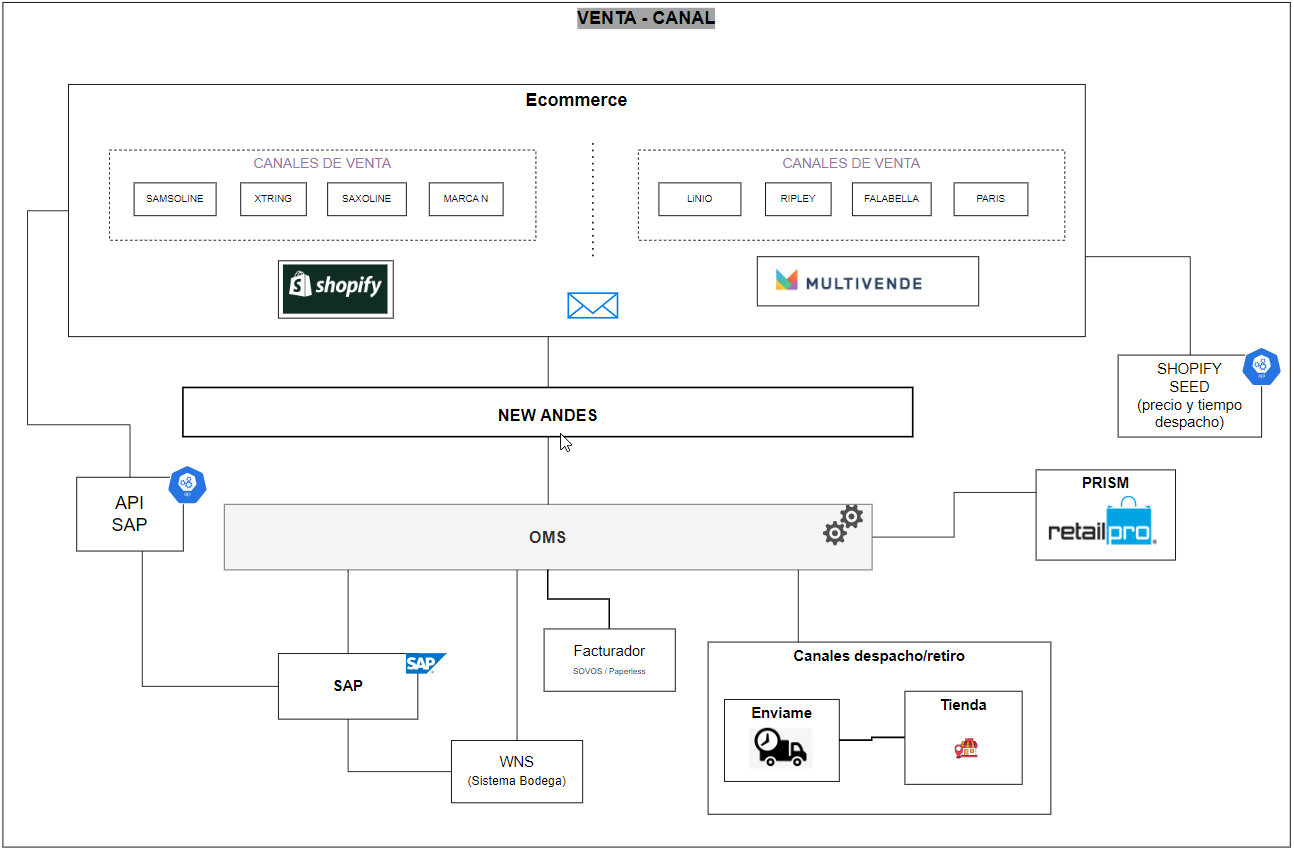 VENTA - CANAL
Ecommerce
CANALES DE VENTA
SAMSOLINE
XTRING
SAXOLINE
MARCA N
CANALES DE VENTA
LiNIO
RIPLEY
FALABELLA
PARIS
shopify
MULTIVENDE
SHOPIFY
SEED
(precio y tiempo
despacho)
api
NEW ANDES
API
SAP
api
OMS
PRISM
retailpro
SAP
SAP
Facturador
SOVOS / Paperless
WNS
(Sistema Bodega)
Canales despacho/retiro
Enviame
Tienda